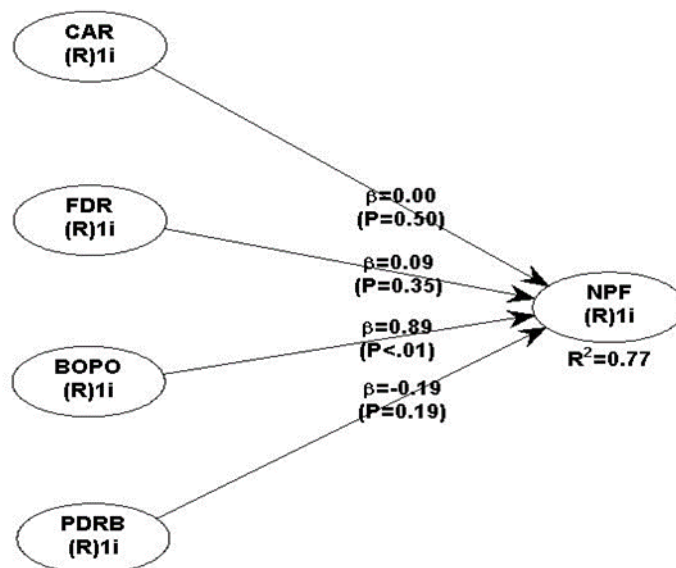 CAR
(R)1i
β=0.00
(P=0.50)
FDR
(R)1i
β=0.09
(P=0.35)
NPF
(R)1i
R²=0.77
β=0.89
(P<.01)
BOPO
(R)1i
β=-0.19
(P=0.19)
PDRB
(R)1i